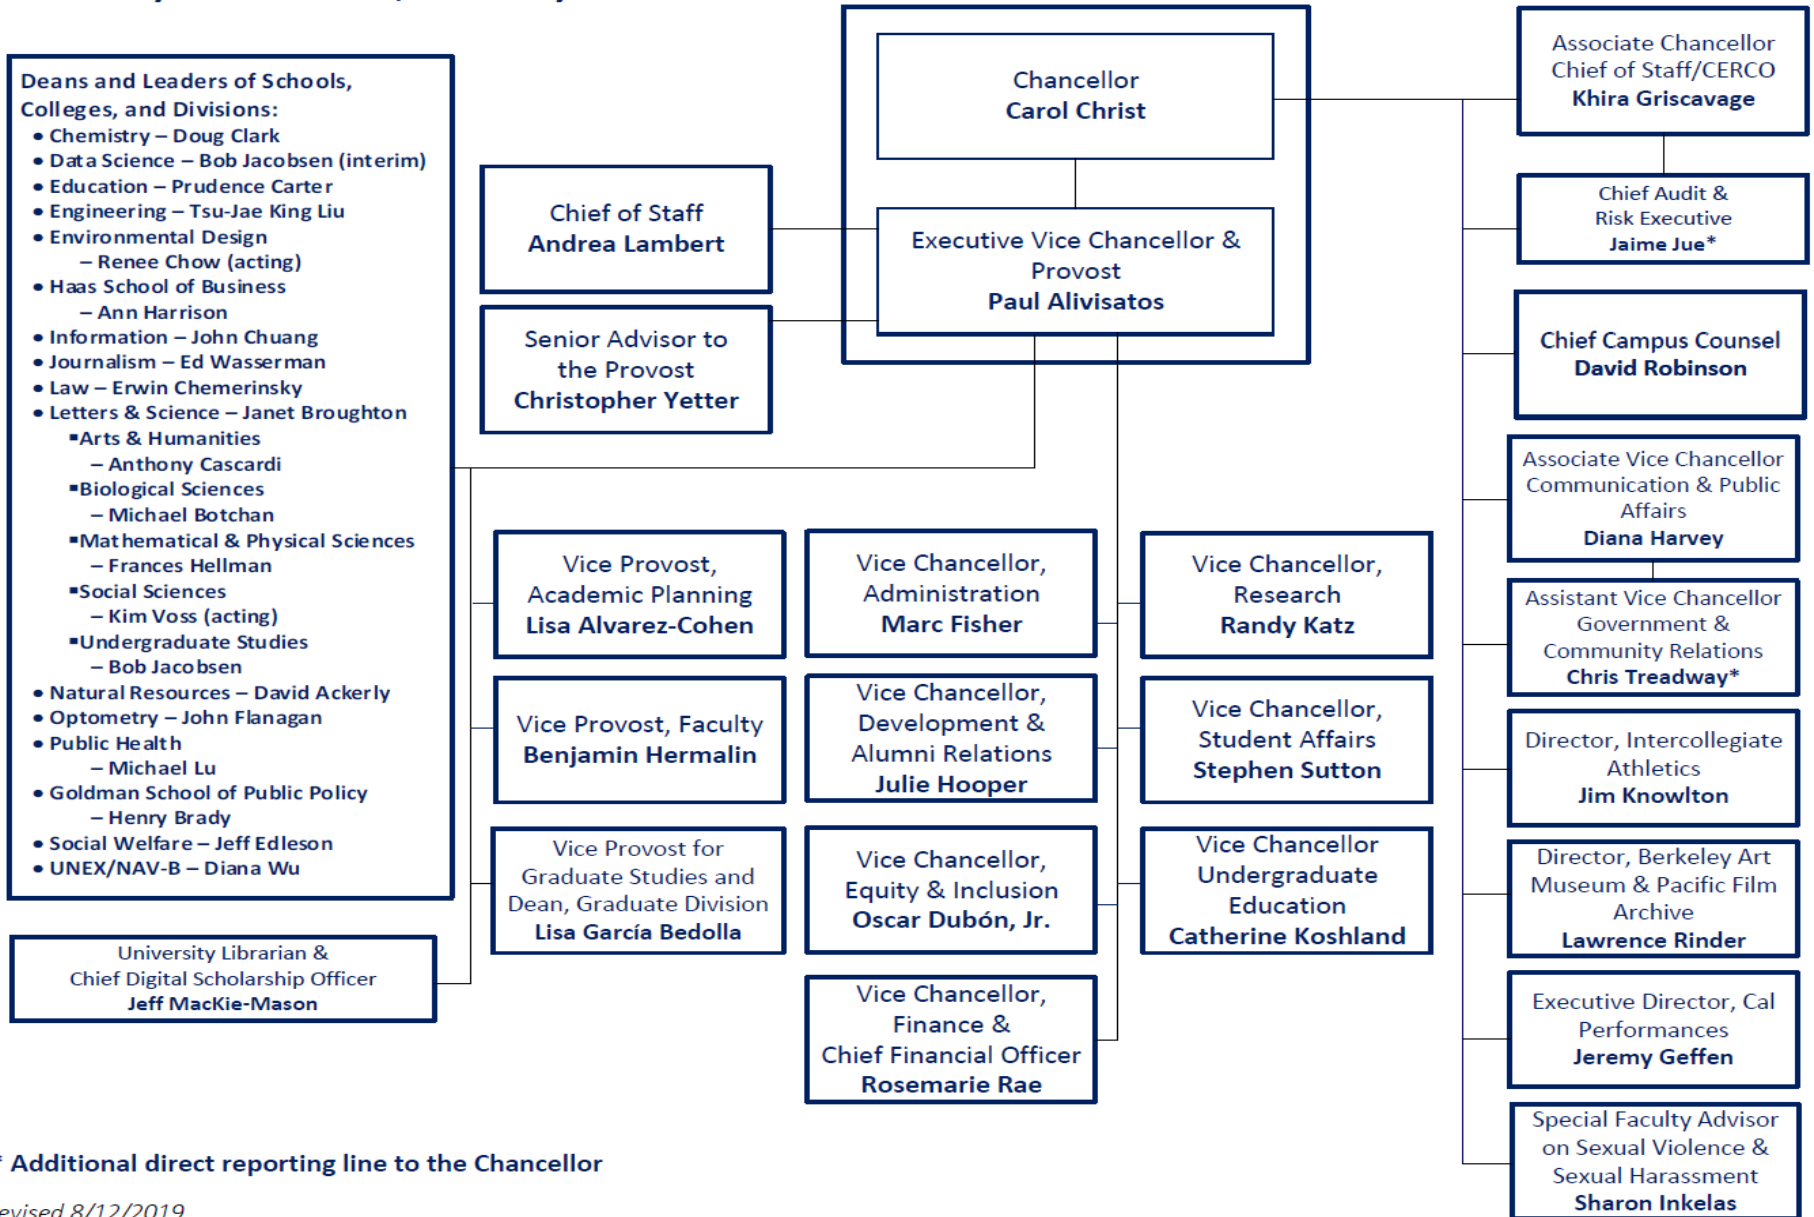 Deans and Leaders of Schools,
Colleges, and Divisions:
• Chemistry – Doug Clark
• Data Science – Bob Jacobsen (interim)
• Education – Prudence Carter
• Engineering – Tsu-Jae King Liu
• Environmental Design
– Renee Chow (acting)
• Haas School of Business
– Ann Harrison
• Information – John Chuang
• Journalism – Ed Wasserman
• Law – Erwin Chemerinsky
• Letters & Science – Janet Broughton
▪Arts & Humanities
– Anthony Cascardi
▪Biological Sciences
– Michael Botchan
▪Mathematical & Physical Sciences
– Frances Hellman
▪Social Sciences
– Kim Voss (acting)
▪Undergraduate Studies
– Bob Jacobsen
• Natural Resources – David Ackerly
• Optometry – John Flanagan
• Public Health
– Michael Lu
• Goldman School of Public Policy
– Henry Brady
• Social Welfare – Jeff Edleson
• UNEX/NAV-B – Diana Wu
University Librarian &
Chief Digital Scholarship Officer
Jeff MacKie-Mason
Chancellor
Carol Christ
Executive Vice Chancellor &
Provost
Paul Alivisatos
Chief of Staff
Andrea Lambert
Senior Advisor to
the Provost
Christopher Yetter
Vice Provost,
Academic Planning
Lisa Alvarez-Cohen
Vice Provost, Faculty
Benjamin Hermalin
Vice Provost for
Graduate Studies and
Dean, Graduate Division
Lisa García Bedolla
Vice Chancellor,
Administration
Marc Fisher
Vice Chancellor,
Development &
Alumni Relations
Julie Hooper
Vice Chancellor,
Equity & Inclusion
Oscar Dubón, Jr.
Vice Chancellor,
Finance &
Chief Financial Officer
Rosemarie Rae
Vice Chancellor,
Research
Randy Katz
Vice Chancellor,
Student Affairs
Stephen Sutton
Vice Chancellor
Undergraduate
Education
Catherine Koshland
Associate Chancellor
Chief of Staff/CERCO
Khira Griscavage
Chief Audit &
Risk Executive
Jaime Jue*
Chief Campus Counsel
David Robinson
Associate Vice Chancellor
Communication & Public
Affairs
Diana Harvey
Assistant Vice Chancellor
Government &
Community Relations
Chris Treadway*
Director, Intercollegiate
Athletics
Jim Knowlton
Director, Berkeley Art
Museum & Pacific Film
Archive
Lawrence Rinder
Executive Director, Cal
Performances
Jeremy Geffen
Special Faculty Advisor
on Sexual Violence &
Sexual Harassment
Sharon Inkelas
* Additional direct reporting line to the Chancellor
evised 8/12/2019